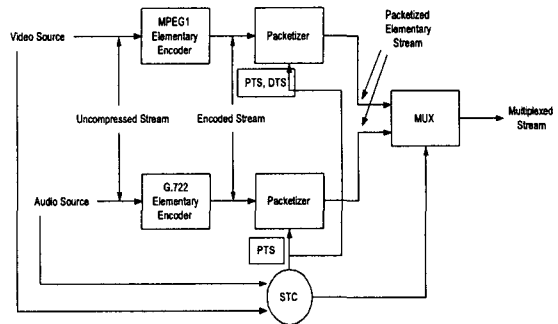 Video Source
MPEG1
Elementary
Encoder
Packetizer
Packetized
Elementary
Stream
PTS, DTS
Uncompressed Stream
Encoded Stream
MUX
Multiplexed
Stream
Audio Source
G.722
Elementary
Encoder
Packetizer
PTS
STC